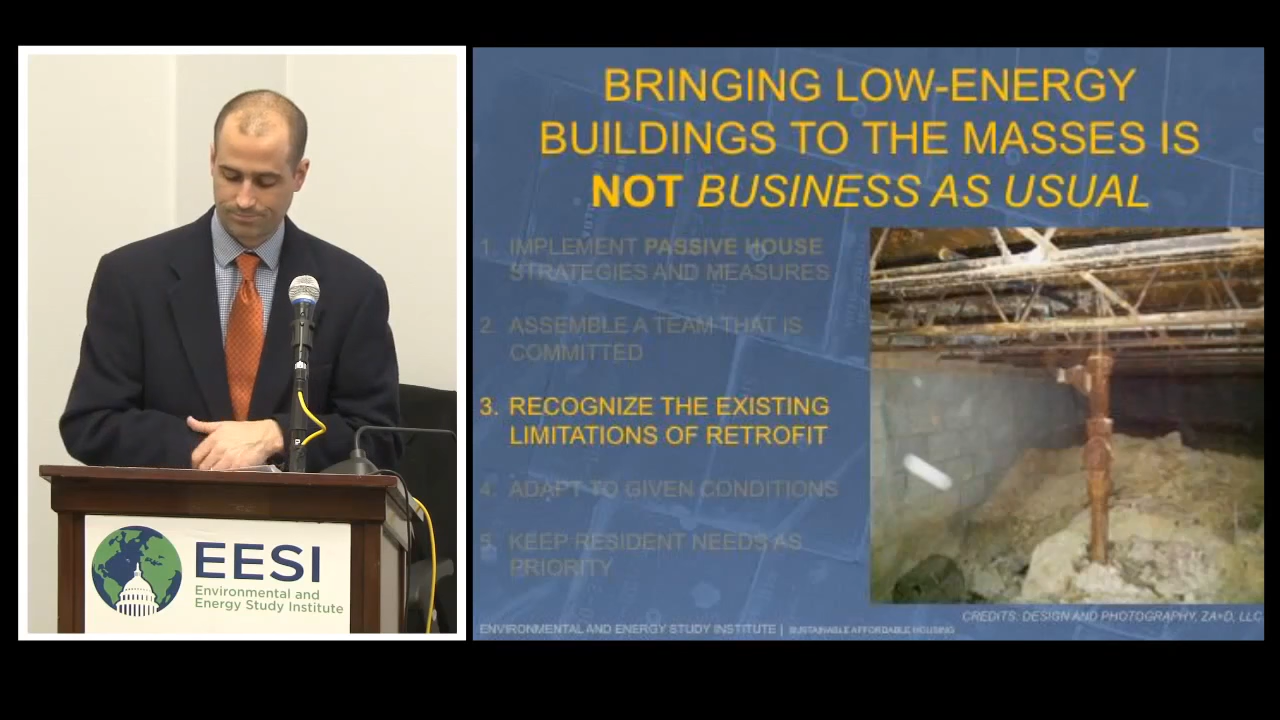 BRINGING LOW-ENERGY
BUILDINGS TO THE MASSES IS
NOT BUSINESS AS USUAL
1. IMPLEMENT PASSIVE HOUSE
STRATEGIES AND MEASURES
2. ASSEMBLE A TEAM THAT IS
COMMITTED
3. RECOGNIZE THE EXISTING
LIMITATIONS OF RETROFIT
4. ADAPT TO GIVEN CONDITIONS
5. KEEP RESIDENT NEEDS AS
PRIORITY
CREDITS: DESIGN AND PHOTOGRAPHY, ZA+D, LLC
ENVIRONMENTAL AND ENERGY STUDY INSTITUTE | SUSTAINABLE AFFORDABLE HOUSING
EESI
Environmental and
Energy Study Institute